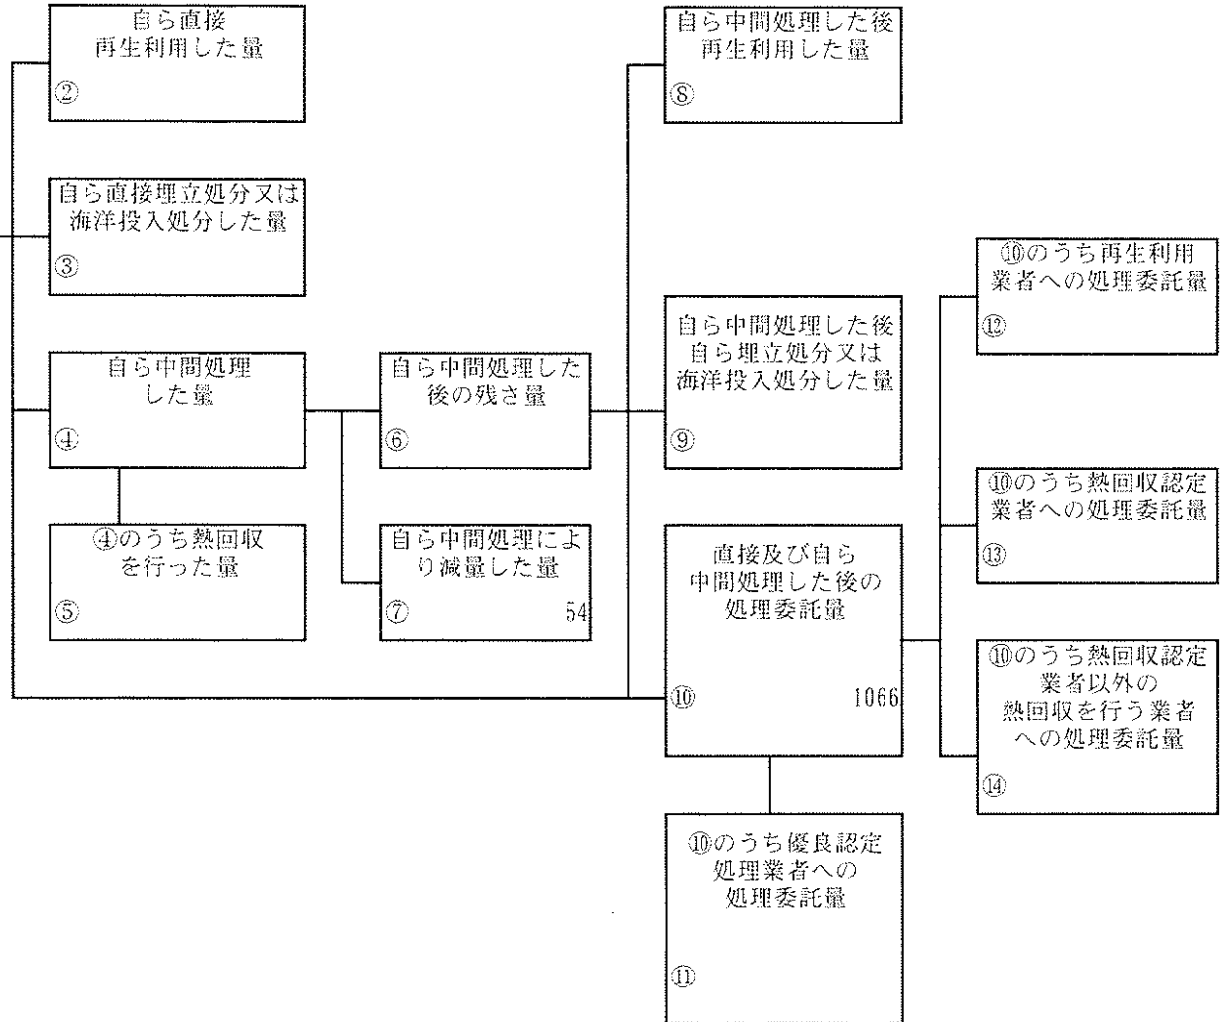 自ら直接
再生利用した量
②
自ら直接埋立処分又は
海洋投入処分した量
③
自ら中間処理
した量
④
④のうち熱回収
を行った量
⑤
自ら中間処理した
後の残さ量
⑥
自ら中間処理によ
り減量した量
⑦ 54
自ら中間処理した後
再生利用した量
⑧
自ら中間処理した後
自ら埋立処分又は
海洋投入処分した量
⑨
直接及び自ら
中間処理した後の
処理委託量
⑩ 1066
⑩のうち優良認定
処理業者への
処理委託量
⑪
⑩のうち再生利用
業者への処理委託量
⑫
⑩のうち熱回収認定
業者への処理委託量
⑬
⑩のうち熱回収認定
業者以外の
熱回収を行う業者
への処理委託量
⑭